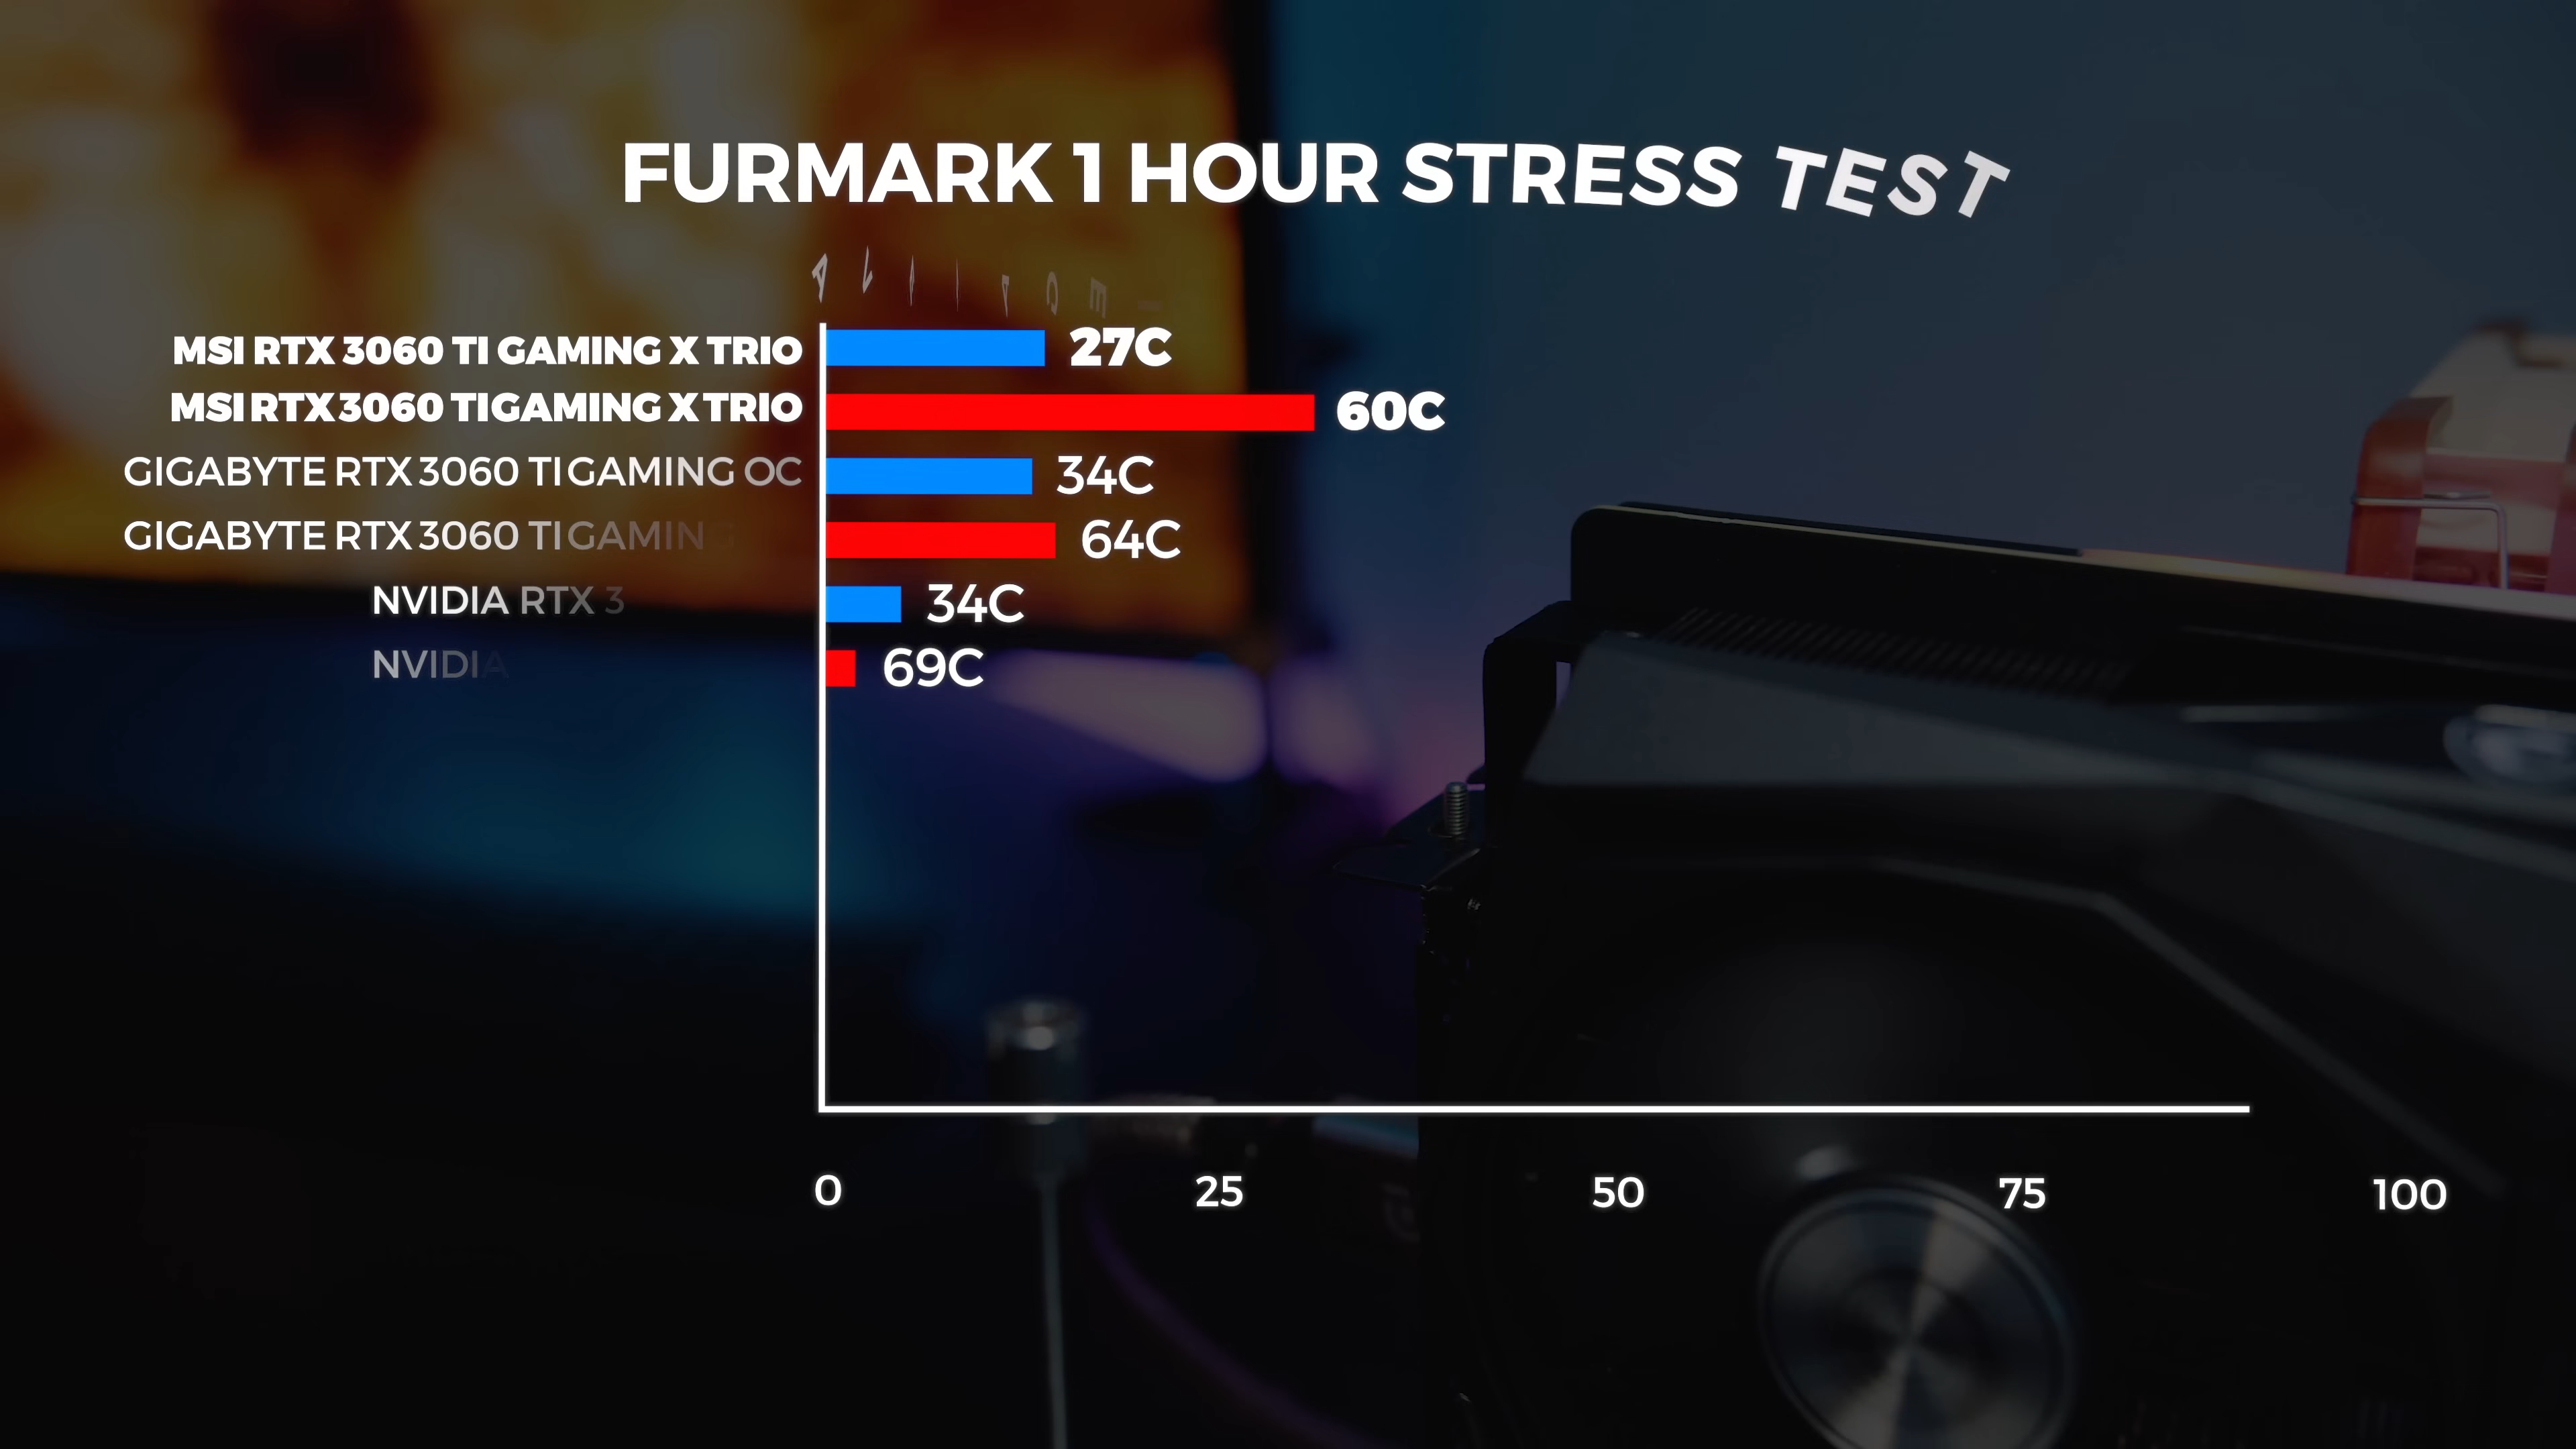 FURMARK 1 HOUR STRESS TEST
MSI RTX 3060 TI GAMING X TRIO
27C
MSI RTX 3060 TI GAMING X TRIO
60C
GIGABYTE RTX 3060 TI GAMING OC
34C
GIGABYTE RTX 3060 TI GAMING
64C
NVIDIA RTX 3
34C
NVIDIA
69C
0 25 50 75 100